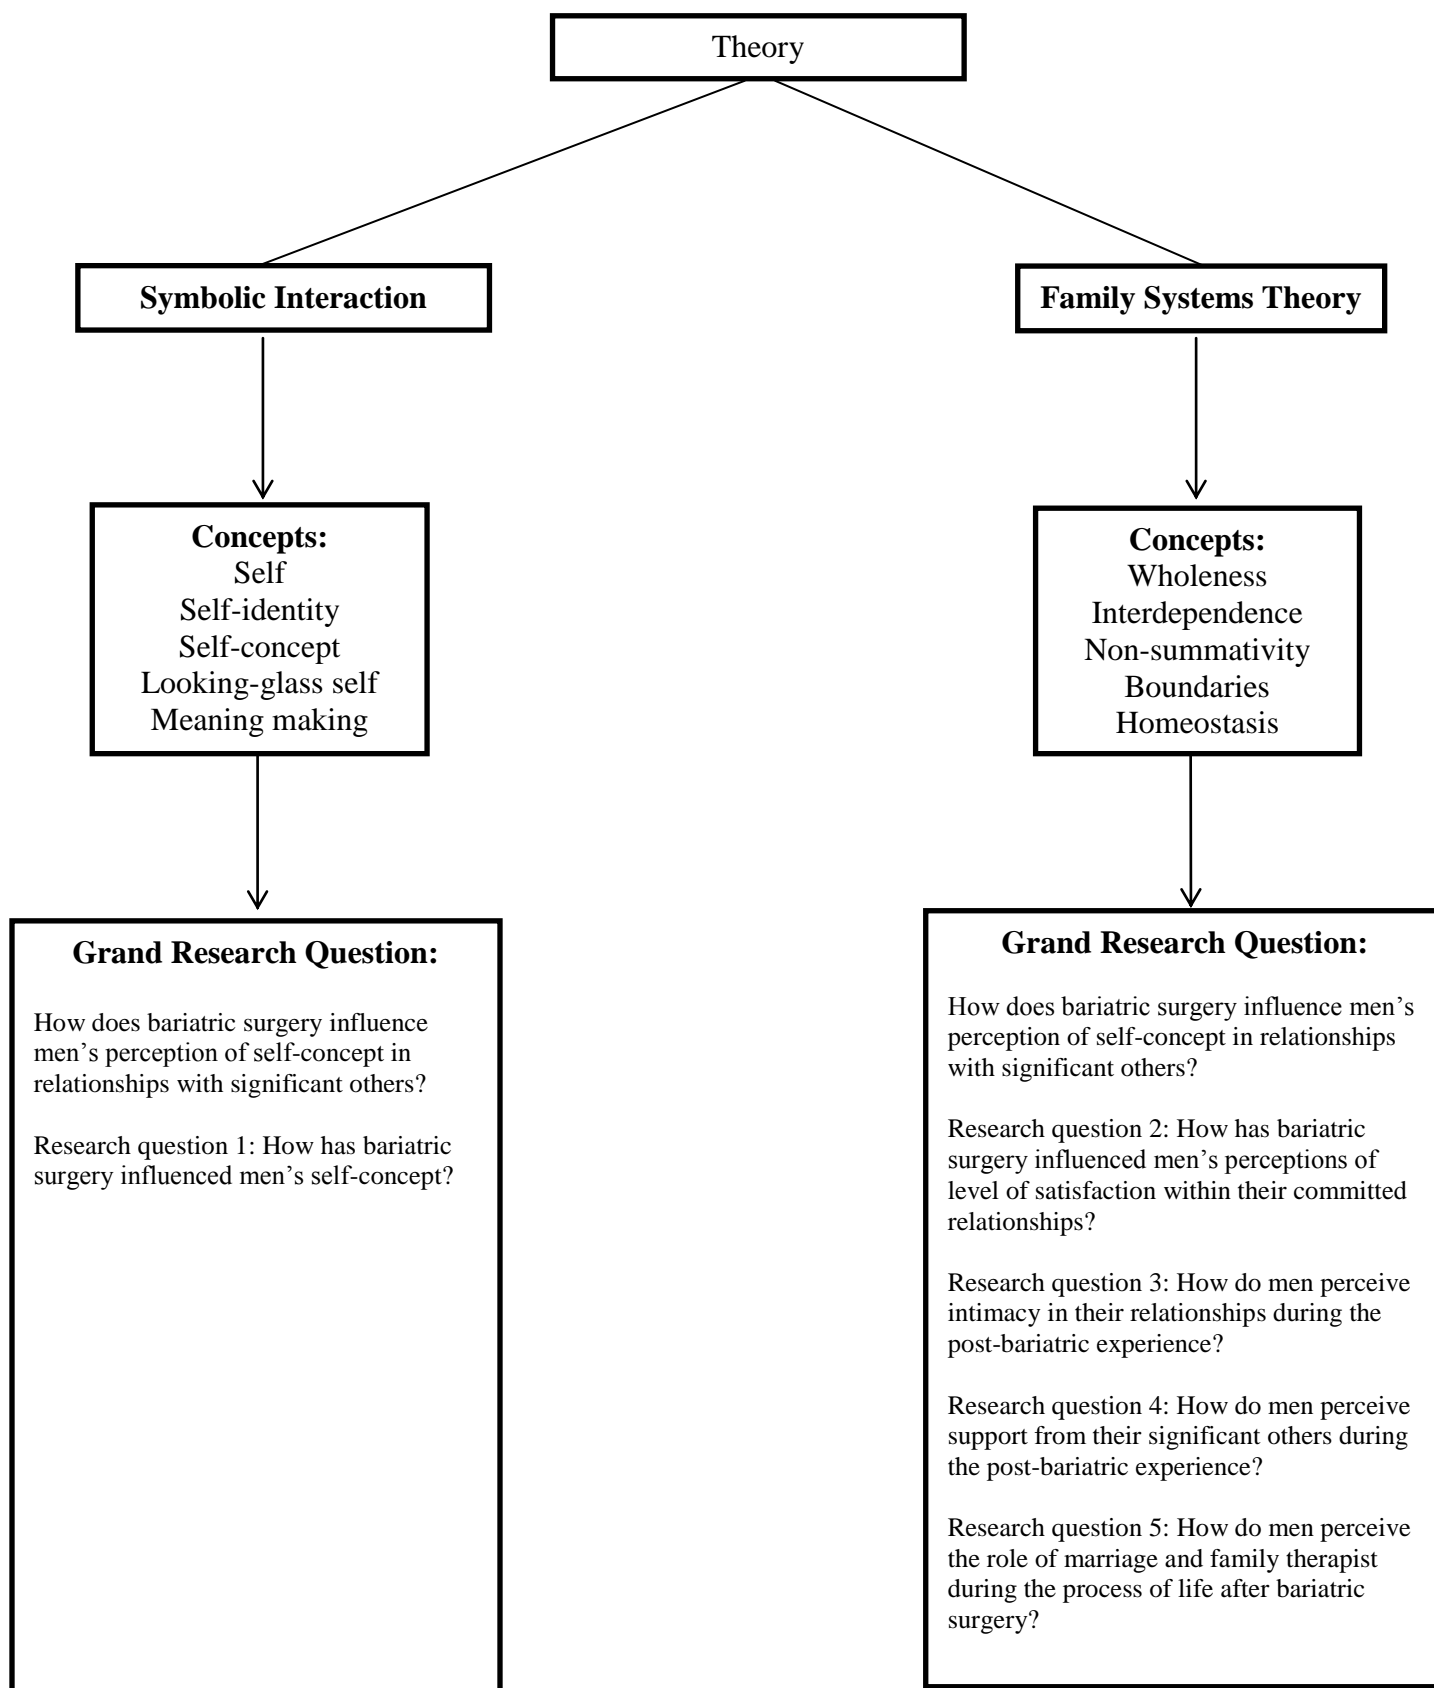 Theory
Symbolic Interaction
Family Systems Theory
Concepts:
Self
Self-identity
Self-concept
Looking-glass self
Meaning making
Concepts:
Wholeness
Interdependence
Non-summativity
Boundaries
Homeostasis
Grand Research Question:
How does bariatric surgery influence
men’s perception of self-concept in
relationships with significant others?
Research question 1: How has bariatric
surgery influenced men’s self-concept?
Grand Research Question:
How does bariatric surgery influence men’s
perception of self-concept in relationships
with significant others?
Research question 2: How has bariatric
surgery influenced men’s perceptions of
level of satisfaction within their committed
relationships?
Research question 3: How do men perceive
intimacy in their relationships during the
post-bariatric experience?
Research question 4: How do men perceive
support from their significant others during
the post-bariatric experience?
Research question 5: How do men perceive
the role of marriage and family therapist
during the process of life after bariatric
surgery?